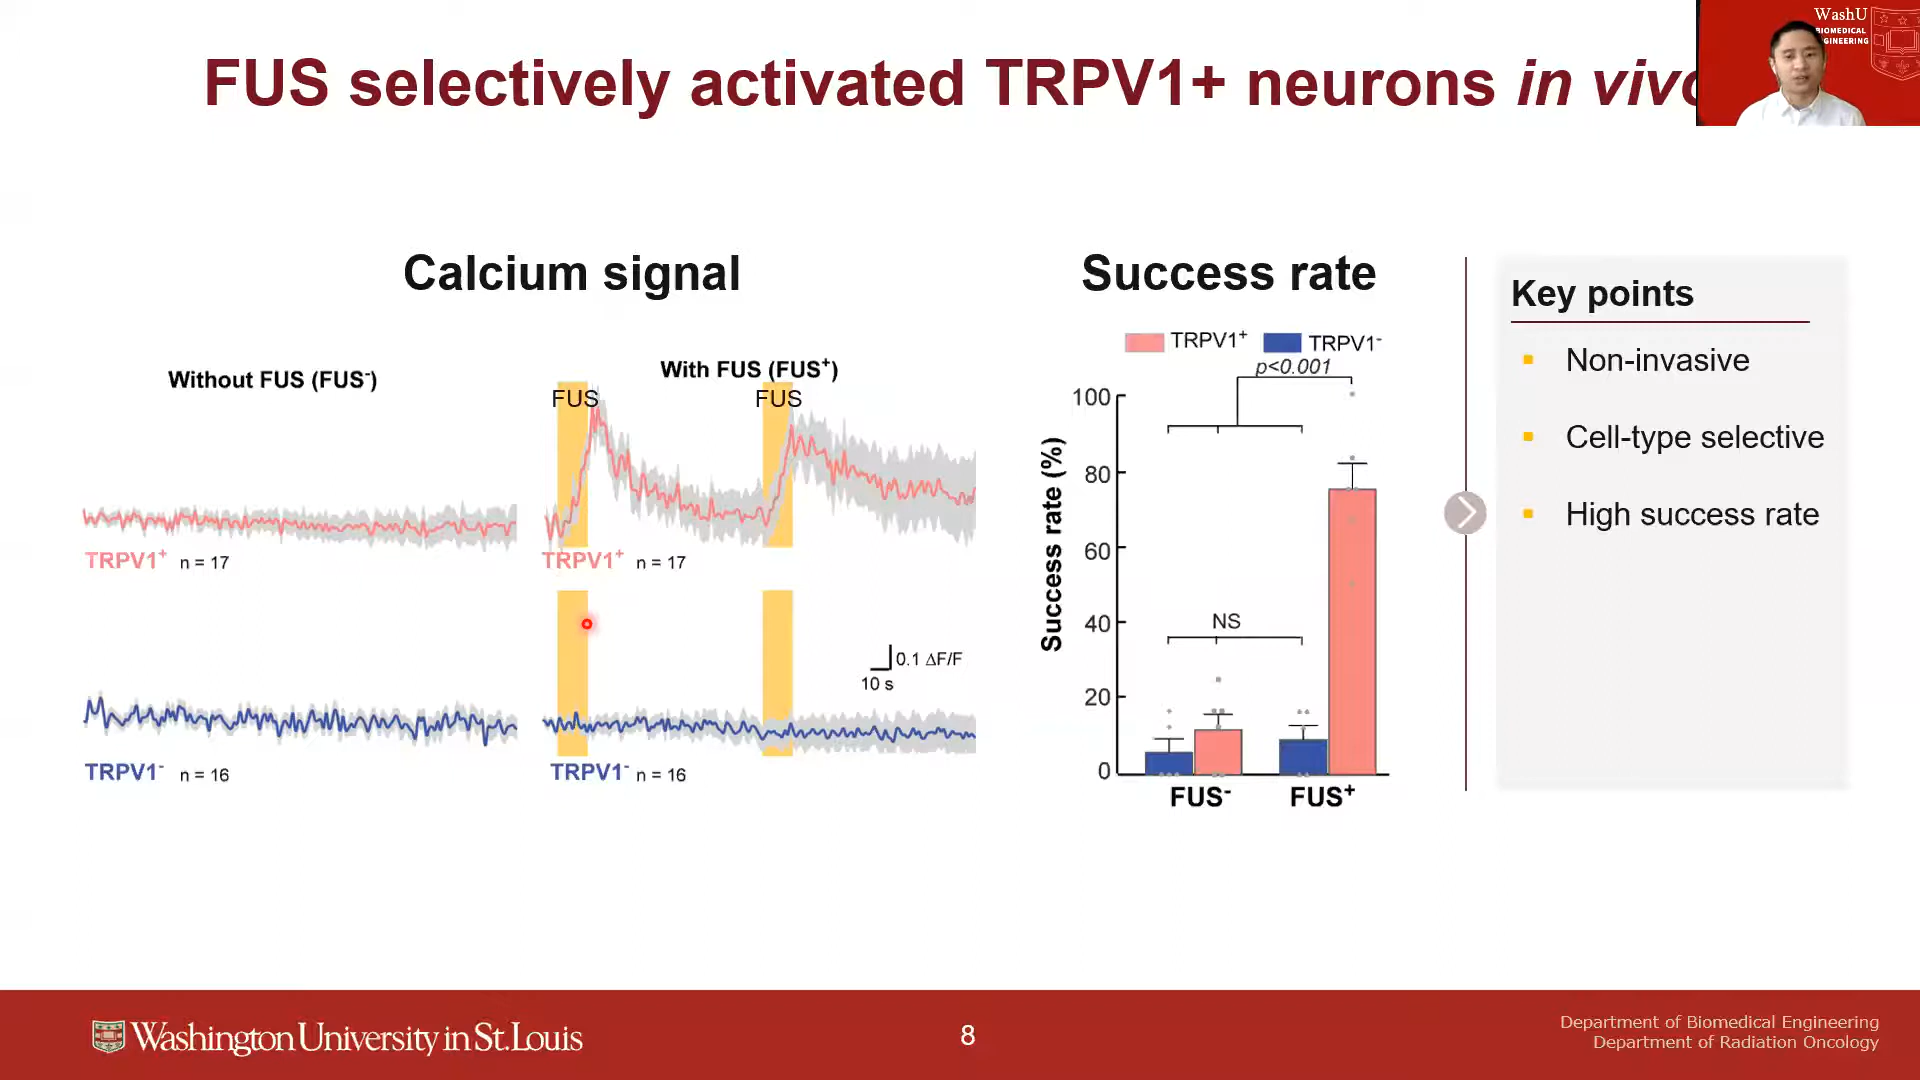 FUS selectively activated TRPV1+ neurons in vivo
WashU
BIOMEDICAL
ENGINEERING
Calcium signal
Without FUS (FUS⁻)
With FUS (FUS⁺)
FUS
FUS
TRPV1⁺ n = 17
TRPV1⁺ n = 17
0.1 ΔF/F
10 s
TRPV1⁻ n = 16
TRPV1⁻ n = 16
Success rate
TRPV1⁺ TRPV1⁻
p<0.001
Success rate (%)
100
80
60
40
20
0
NS
FUS⁻ FUS⁺
Key points
Non-invasive
Cell-type selective
High success rate
Washington University in St. Louis
8
Department of Biomedical Engineering
Department of Radiation Oncology